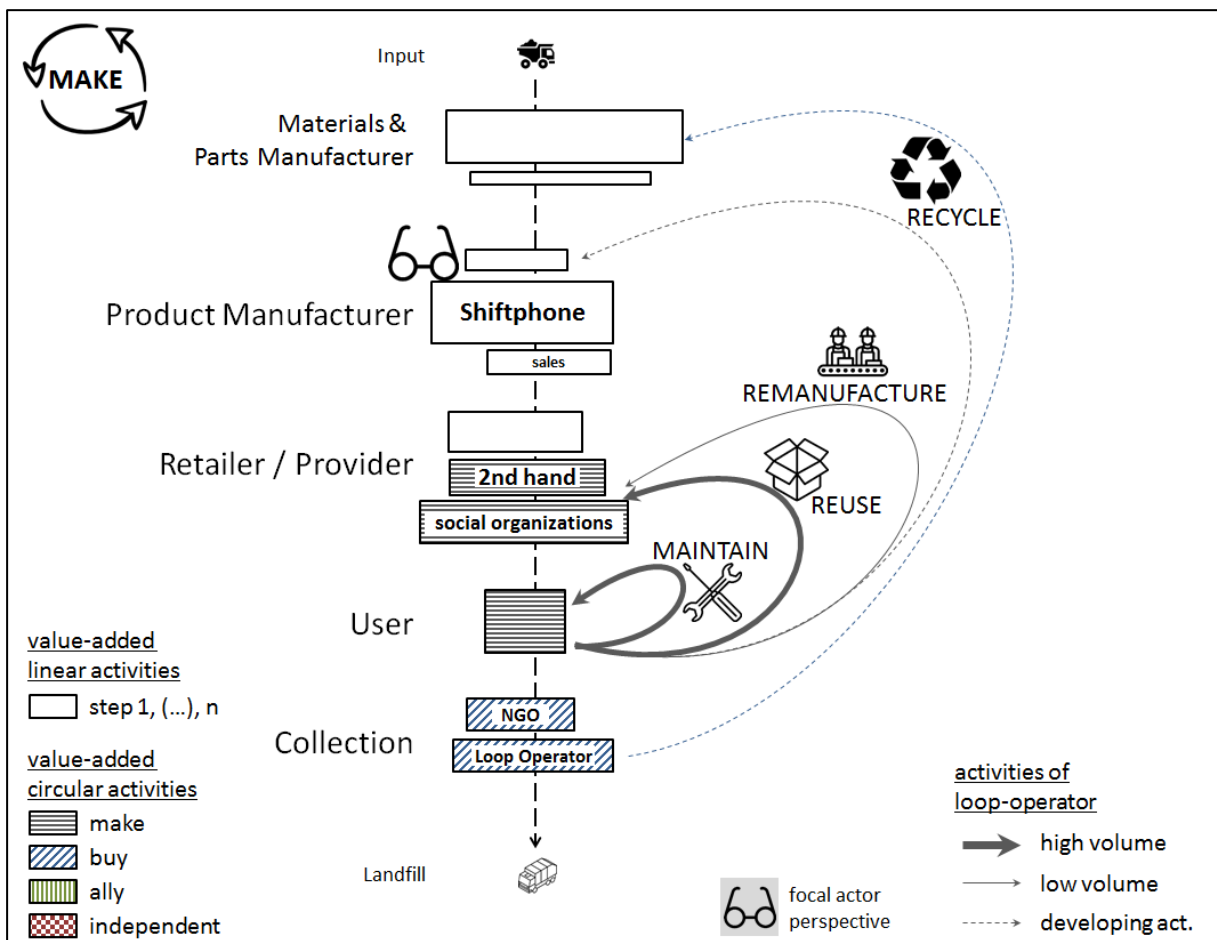 MAKE
Input
Materials &
Parts Manufacturer
RECYCLE
Product Manufacturer
Shiftphone
sales
REMANUFACTURE
Retailer / Provider
2nd hand
social organizations
REUSE
MAINTAIN
User
value-added
linear activities
step 1, (...), n
Collection
NGO
Loop Operator
value-added
circular activities
make
buy
ally
independent
Landfill
focal actor
perspective
activities of
loop-operator
high volume
low volume
developing act.